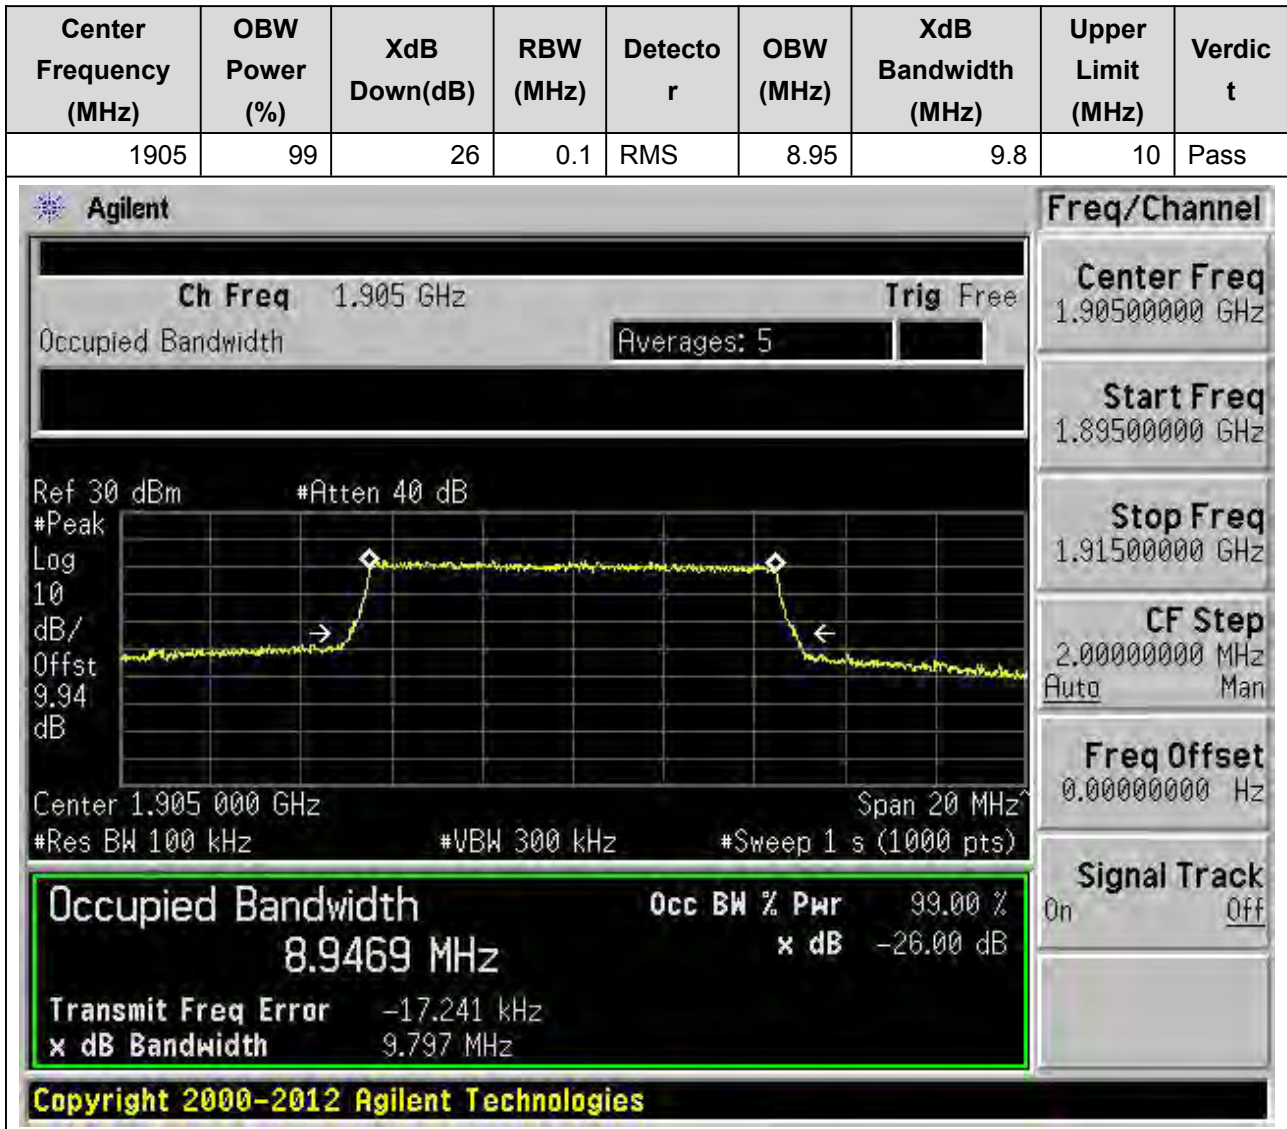 Center Frequency (MHz) OBW Power (%) XdB Down(dB) RBW (MHz) Detecto r OBW (MHz) XdB Bandwidth (MHz) Upper Limit (MHz) Verdic t
1905 99 26 0.1 RMS 8.95 9.8 10 Pass
Agilent
Freq/Channel
Ch Freq 1.905 GHz Trig Free
Occupied Bandwidth Averages: 5
Center Freq
1.90500000 GHz
Start Freq
1.89500000 GHz
Stop Freq
1.91500000 GHz
CF Step
2.00000000 MHz
Auto Man
Freq Offset
0.00000000 Hz
Signal Track
On Off
Ref 30 dBm #Atten 40 dB
#Peak
Log
10
dB/
Offst
9.94
dB
Center 1.905 000 GHz Span 20 MHz^
#Res BW 100 kHz #VBW 300 kHz #Sweep 1 s (1000 pts)
Occupied Bandwidth Occ BW % Pwr 99.00 %
8.9469 MHz x dB -26.00 dB
Transmit Freq Error -17.241 kHz
x dB Bandwidth 9.797 MHz
Copyright 2000-2012 Agilent Technologies